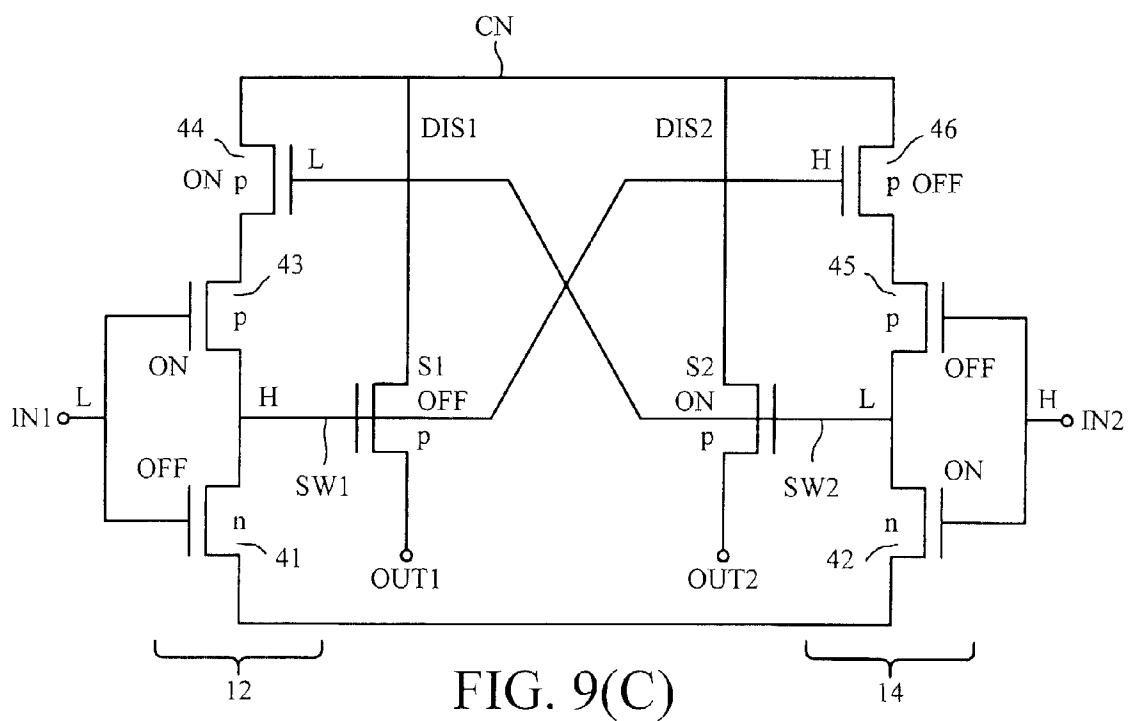 CN
44
DIS1
DIS2
46
L
H
ON p
p OFF
43
45
p
p
ON
S1
S2
OFF
L
H
OFF
ON
L
H
IN1
p
p
IN2
OFF
SW1
SW2
ON
n
n
41
OUT1
OUT2
42
12
FIG. 9(C)
14